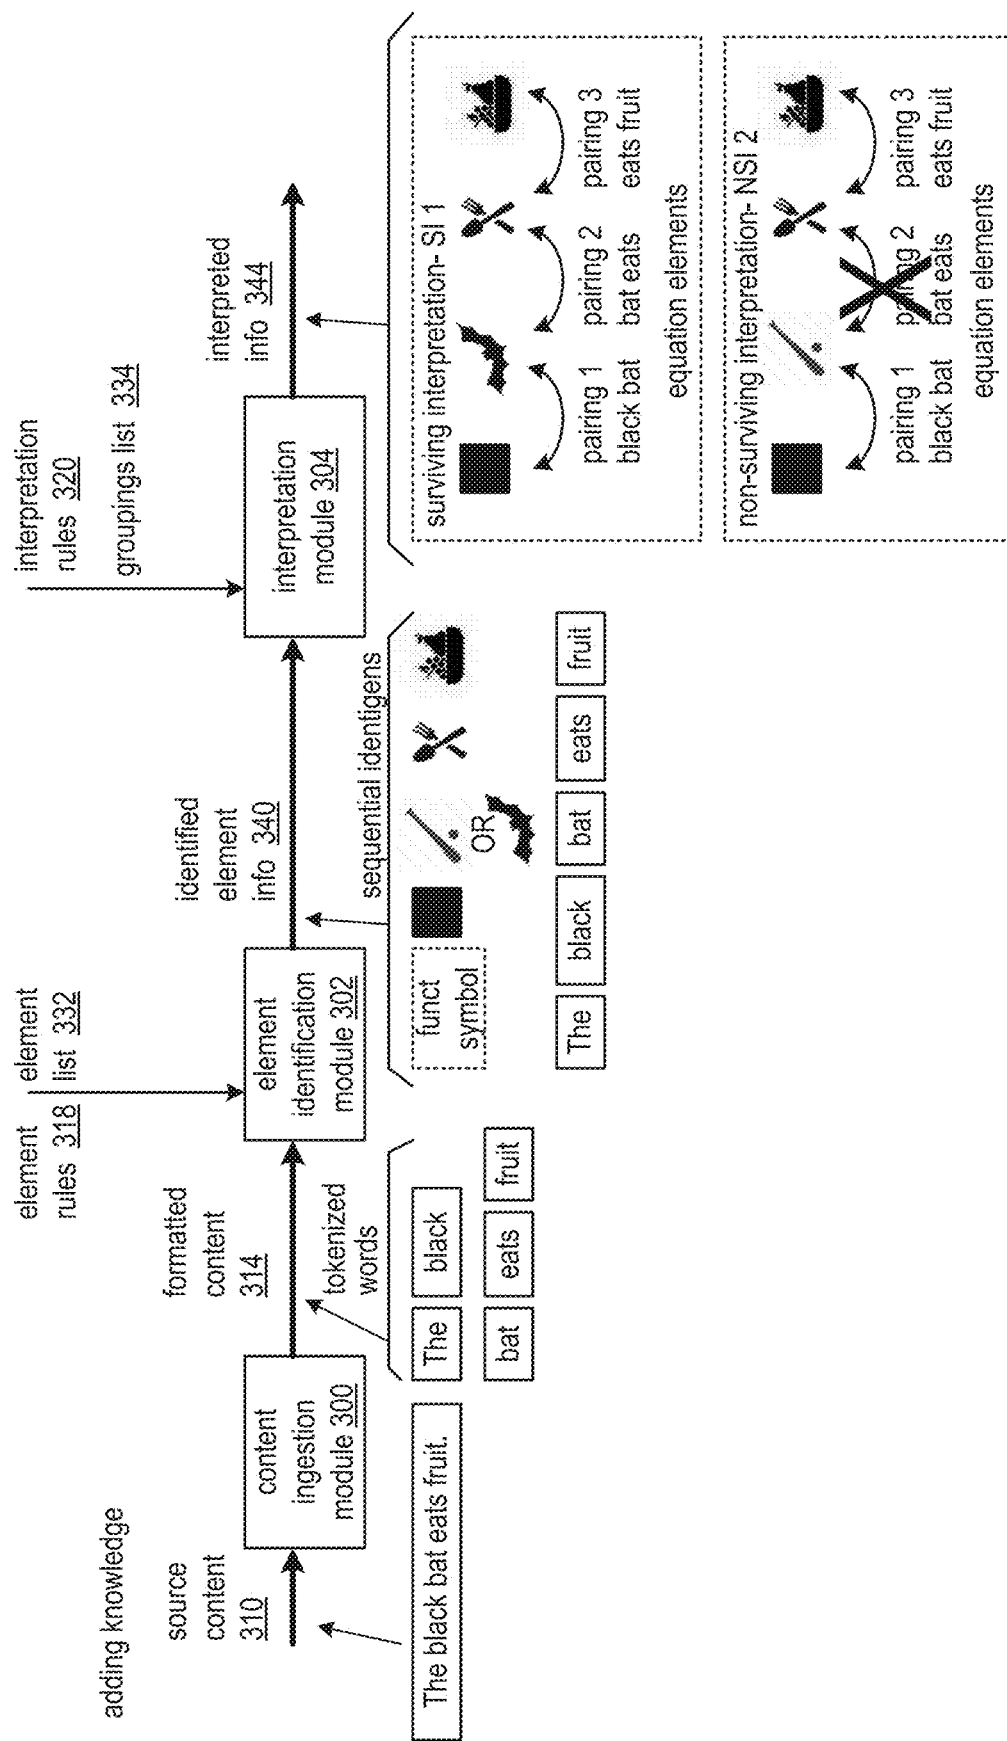 adding knowledge
source
content
310
The black bat eats fruit.
content
ingestion
module 300
formatted
content
314
tokenized
words
The
black
bat
eats
fruit
element
rules 318
element
list 332
element
identification
module 302
identified
element
info 340
sequential identigens
funct
symbol
OR
The
black
bat
eats
fruit
interpretation
rules 320
groupings list 334
interpretation
module 304
interpreted
info 344
surviving interpretation- SI 1
pairing 1
black bat
pairing 2
bat eats
pairing 3
eats fruit
equation elements
non-surviving interpretation- NSI 2
pairing 1
black bat
pairing 2
bat eats
pairing 3
eats fruit
equation elements